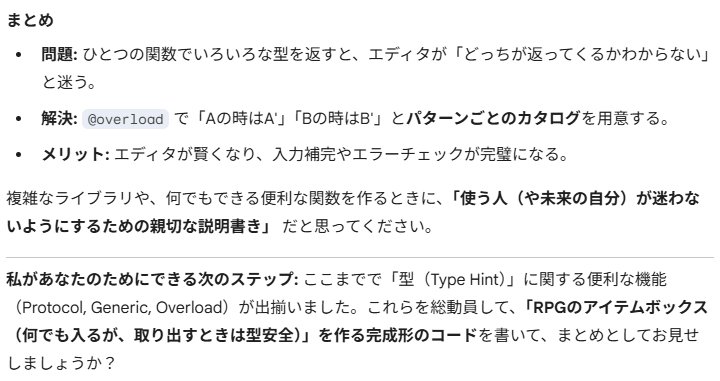 まとめ
• 問題: ひとつの関数でいろいろな型を返すと、エディタが「どっちが返ってくるかわからない」
と迷う。
• 解決: @overload で「Aの時はA'」「Bの時はB'」とパターンごとのカタログを用意する。
• メリット: エディタが賢くなり、入力補完やエラーチェックが完璧になる。
複雑なライブラリや、何でもできる便利な関数を作るときに、「使う人（や未来の自分）が迷わな
いようにするための親切な説明書き」 だと思ってください。
私があなたのためにできる次のステップ: ここまでで「型（Type Hint）」に関する便利な機能
（Protocol, Generic, Overload）が出揃いました。これらを総動員して、「RPGのアイテムボックス
（何でも入るが、取り出すときは型安全）」を作る完成形のコードを書いて、まとめとしてお見せ
しましょうか？